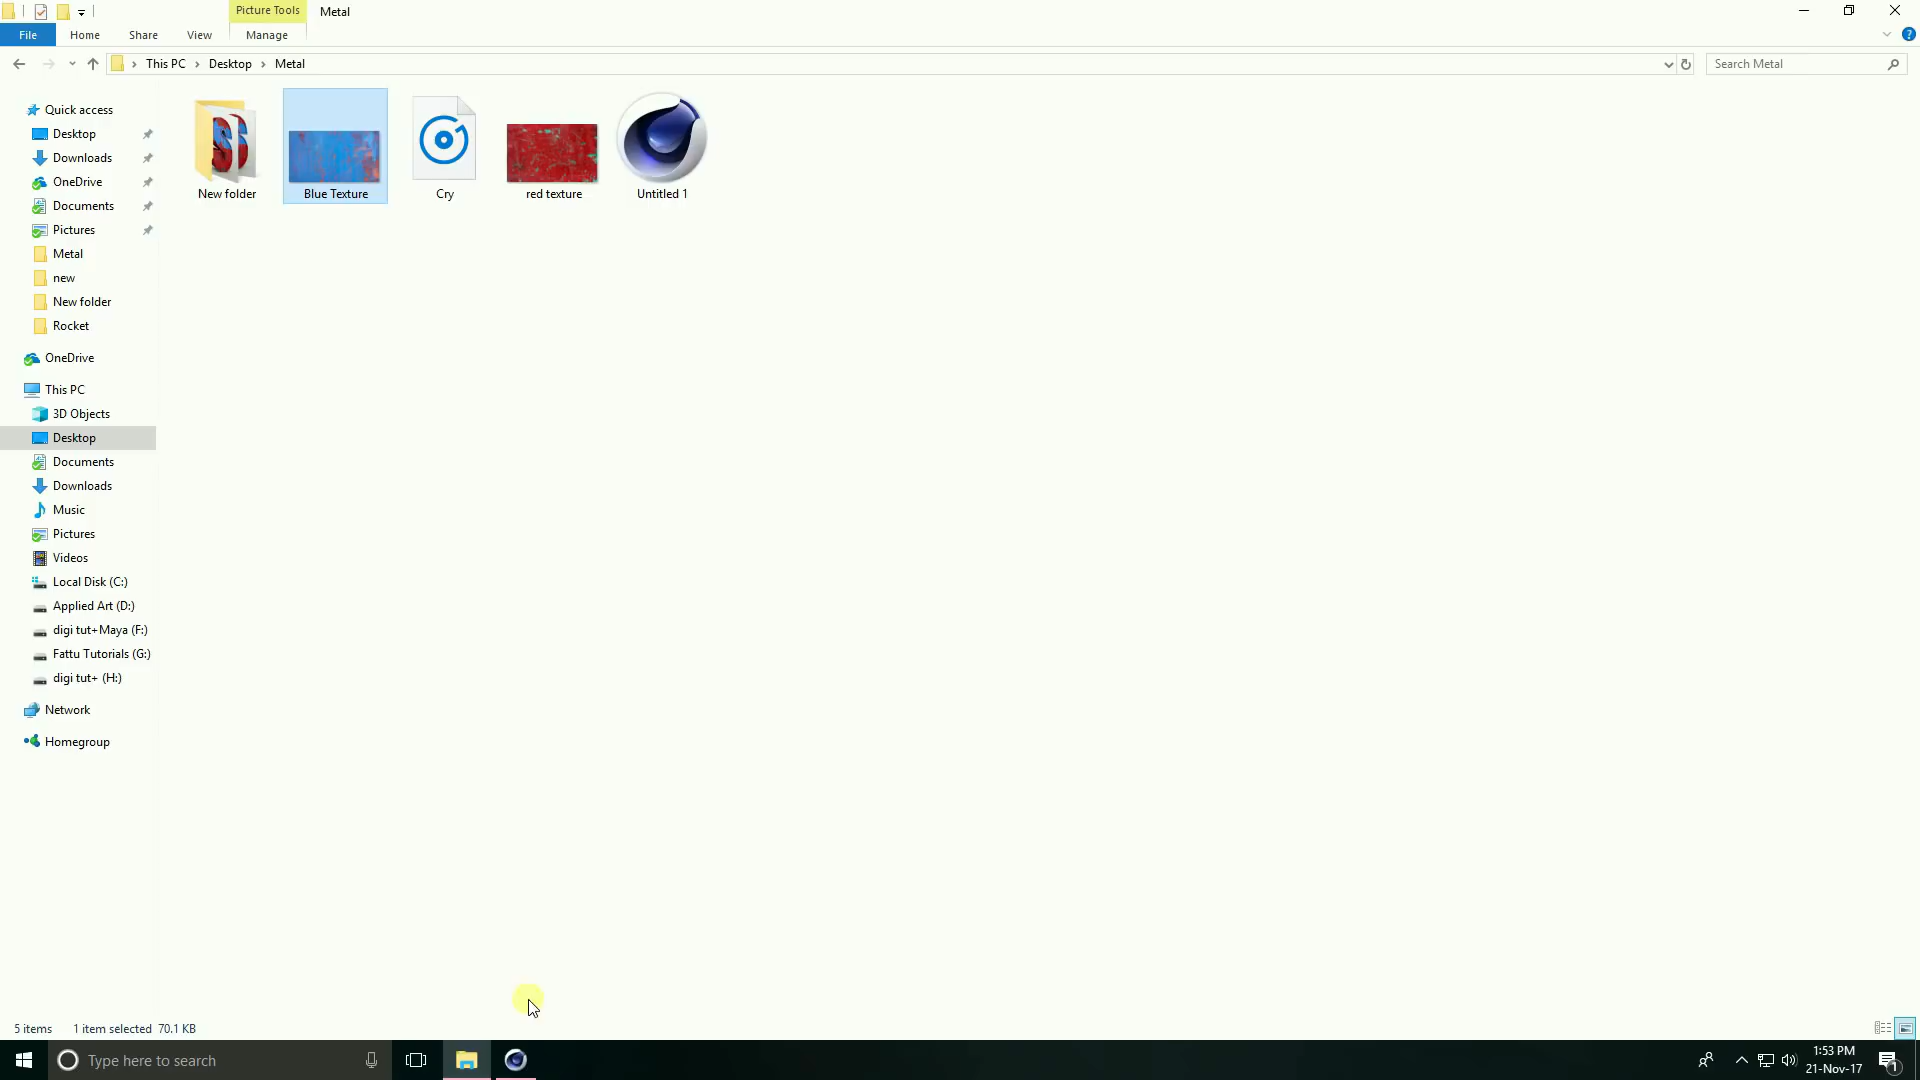 Picture Tools
Metal
File
Home
Share
View
Manage
This PC
Desktop
Metal
Search Metal
Quick access
Desktop
Downloads
OneDrive
Documents
Pictures
Metal
new
New folder
Rocket
OneDrive
This PC
3D Objects
Desktop
Documents
Downloads
Music
Pictures
Videos
Local Disk (C:)
Applied Art (D:)
digi tut+Maya (F:)
Fattu Tutorials (G:)
digi tut+ (H:)
Network
Homegroup
New folder
Blue Texture
Cry
red texture
Untitled 1
5 items
1 item selected 70.1 KB
Type here to search
1:53 PM
21-Nov-17
1